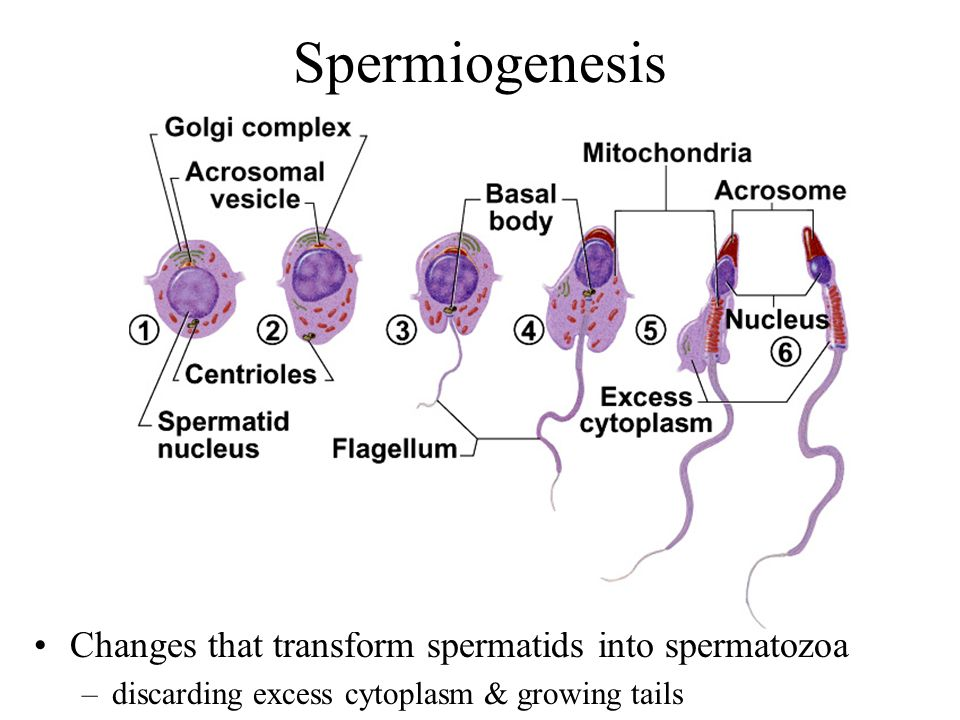 Spermiogenesis
Golgi complex
Acrosomal
vesicle
Basal
body
Mitochondria
Acrosome
1
2
3
4
5
6
Nucleus
Centrioles
Spermatid
nucleus
Flagellum
Excess
cytoplasm
• Changes that transform spermatids into spermatozoa
– discarding excess cytoplasm & growing tails